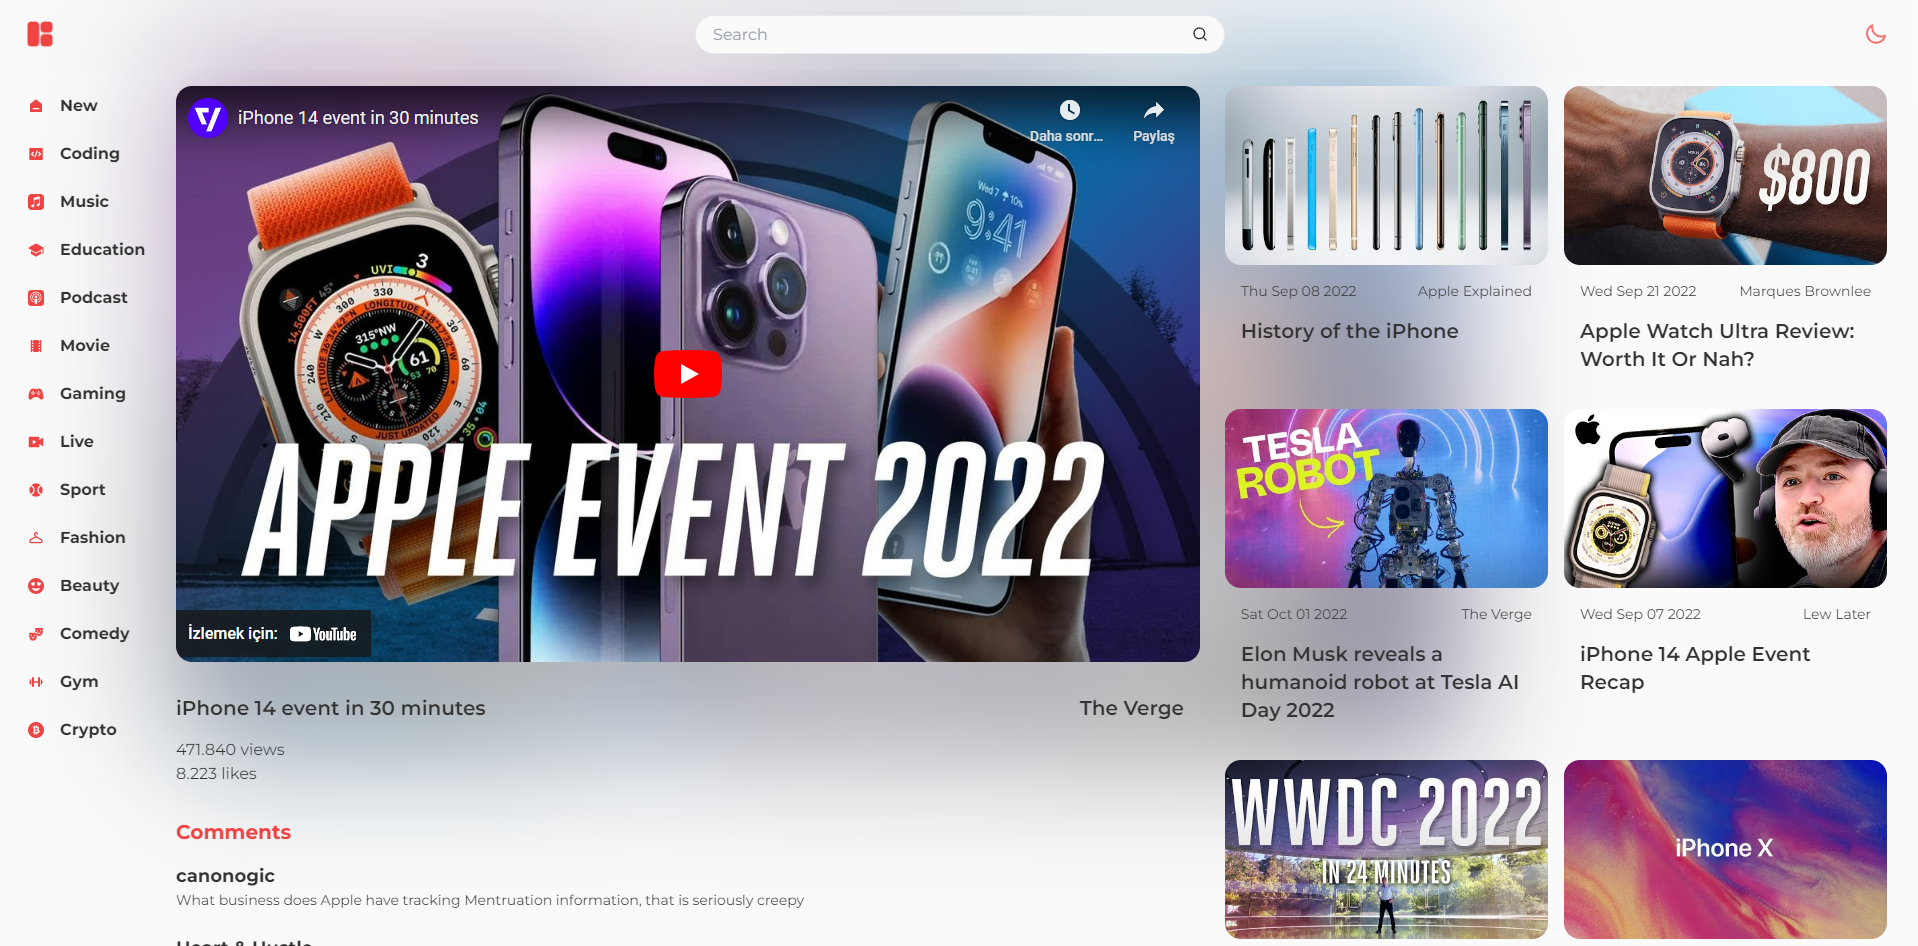 Search
New
Coding
Music
Education
Podcast
Movie
Gaming
Live
Sport
Fashion
Beauty
Comedy
Gym
Crypto
iPhone 14 event in 30 minutes
Daha sonr...
Paylaş
APPLE EVENT 2022
İzlemek için: YouTube
iPhone 14 event in 30 minutes
The Verge
471.840 views
8.223 likes
Comments
canonogic
What business does Apple have tracking Mentruation information, that is seriously creepy
Heart & Hustle
Thu Sep 08 2022
Apple Explained
History of the iPhone
$800
Wed Sep 21 2022
Marques Brownlee
Apple Watch Ultra Review:
Worth It Or Nah?
TESLA
ROBOT
Sat Oct 01 2022
The Verge
Elon Musk reveals a
humanoid robot at Tesla AI
Day 2022
Wed Sep 07 2022
Lew Later
iPhone 14 Apple Event
Recap
WWDC 2022
IN 24 MINUTES
iPhone X